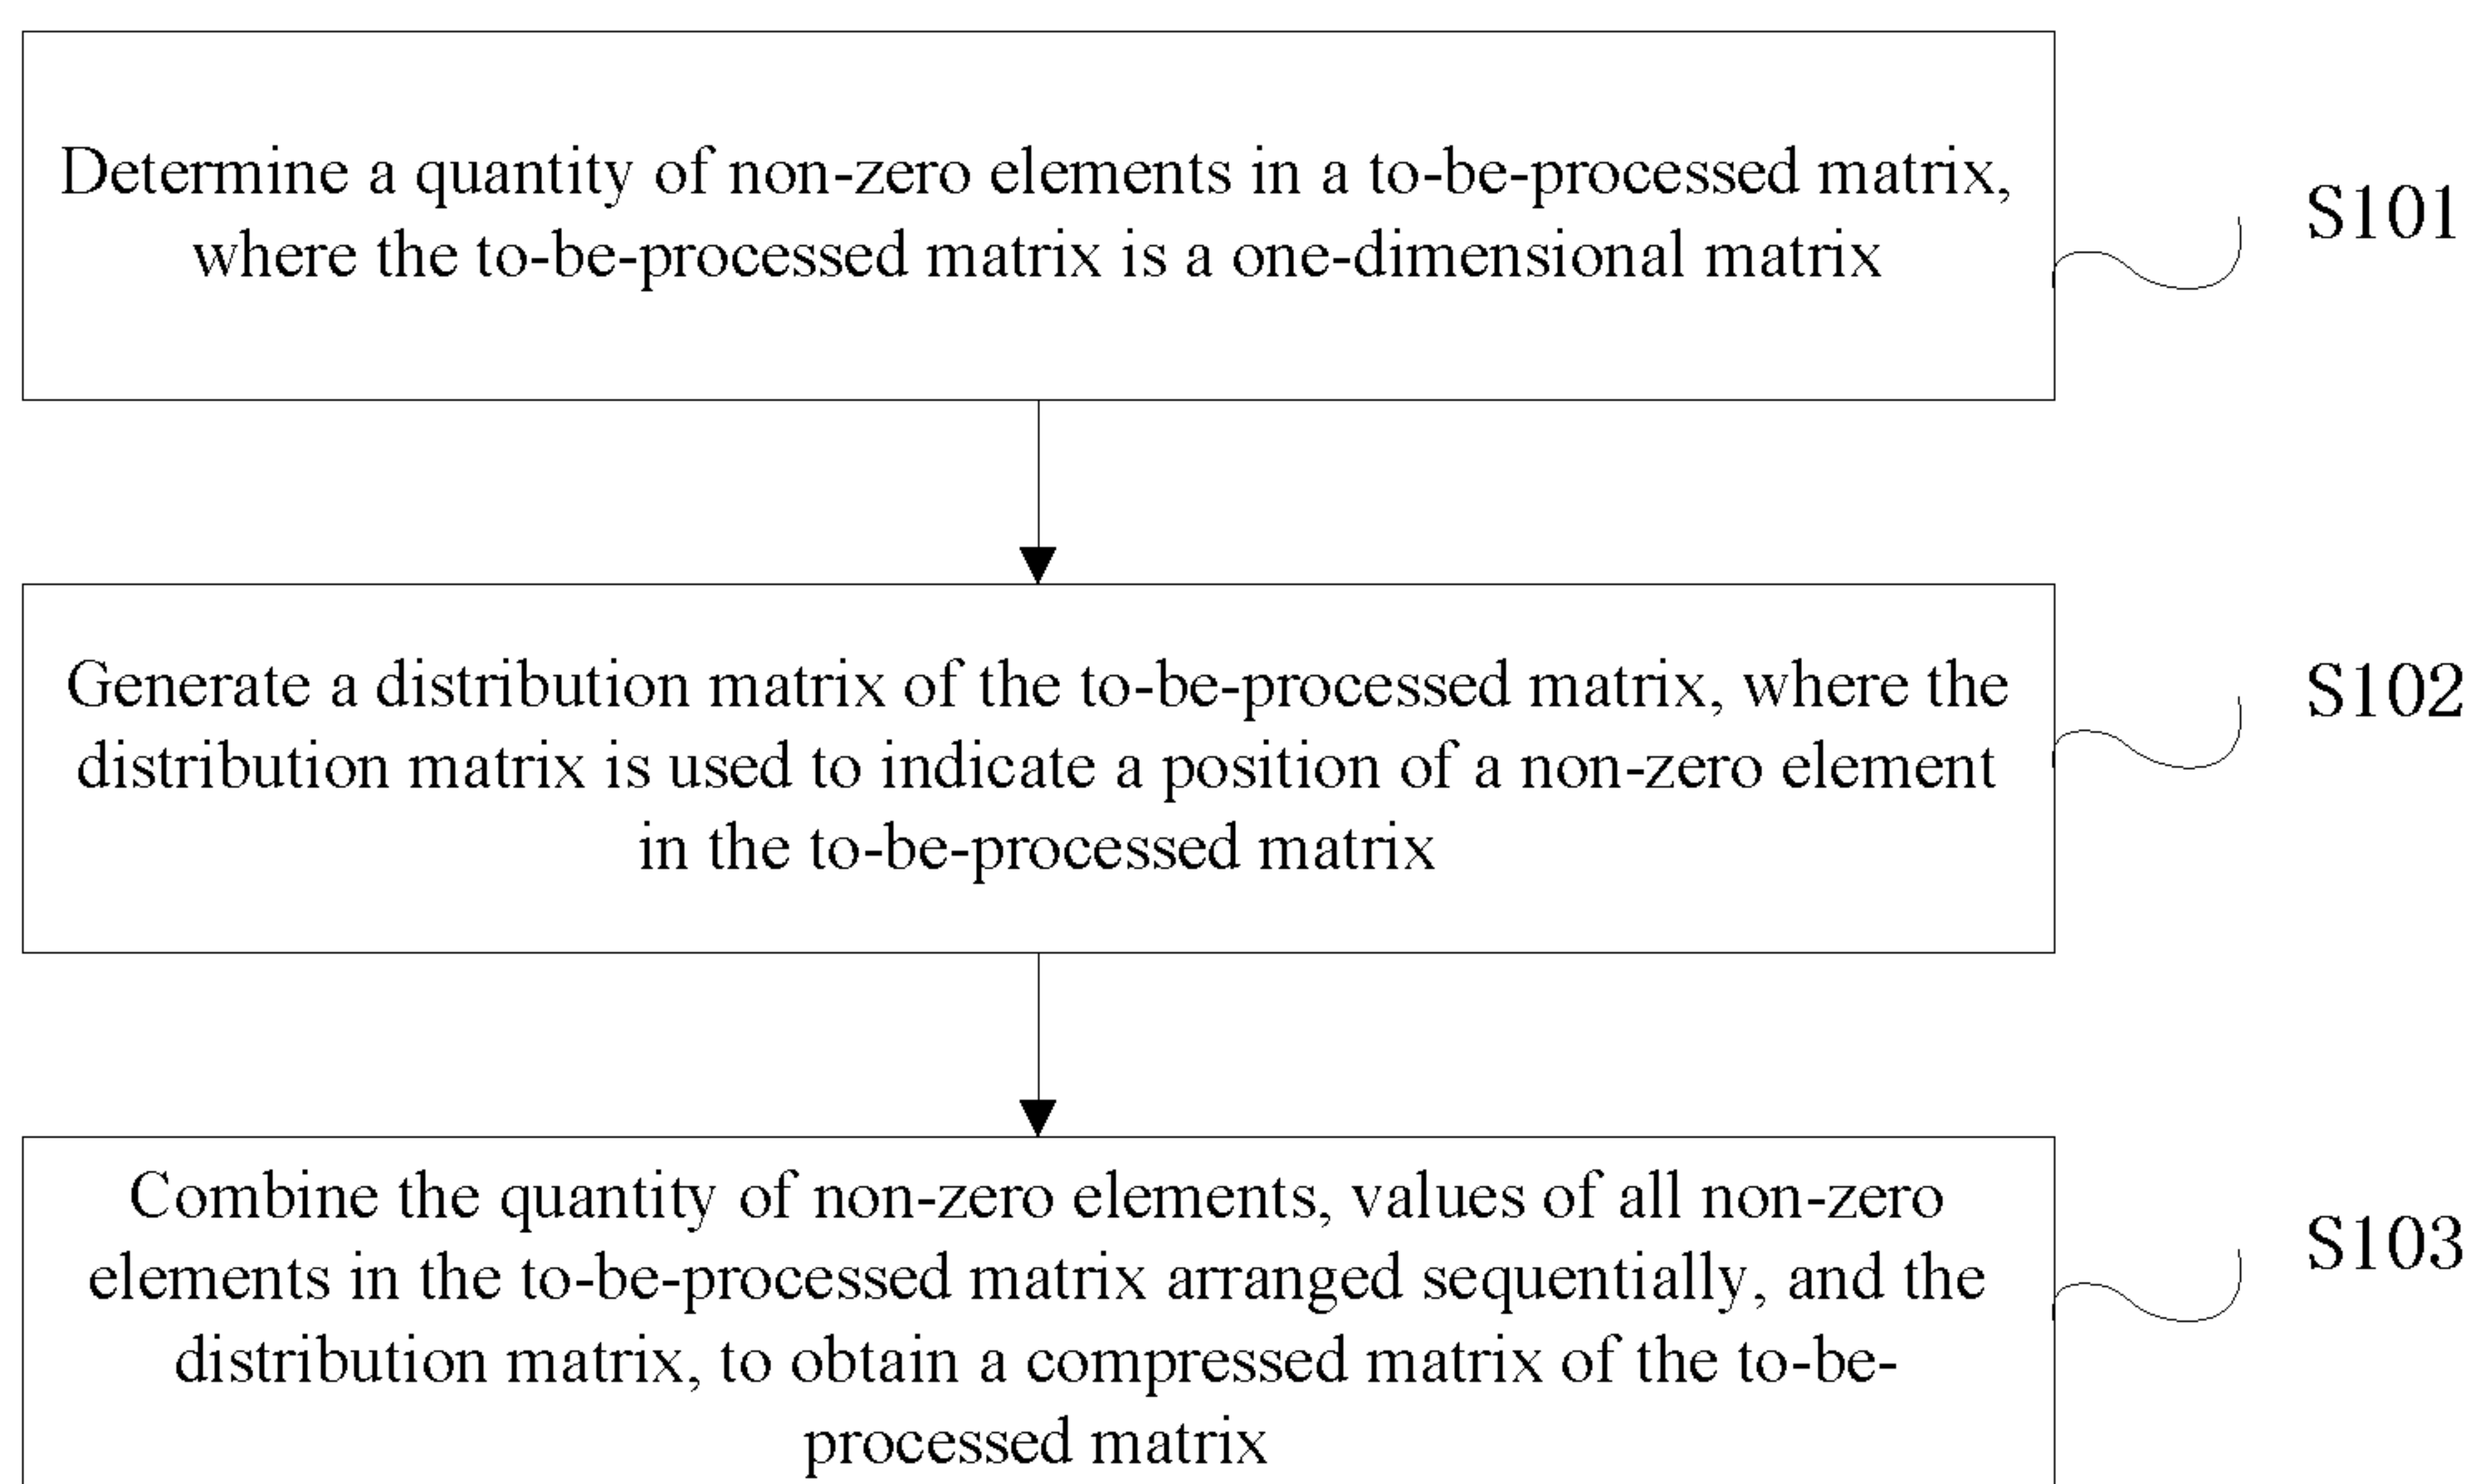 Determine a quantity of non-zero elements in a to-be-processed matrix,
where the to-be-processed matrix is a one-dimensional matrix
S101
Generate a distribution matrix of the to-be-processed matrix, where the
distribution matrix is used to indicate a position of a non-zero element
in the to-be-processed matrix
S102
Combine the quantity of non-zero elements, values of all non-zero
elements in the to-be-processed matrix arranged sequentially, and the
distribution matrix, to obtain a compressed matrix of the to-be-
processed matrix
S103